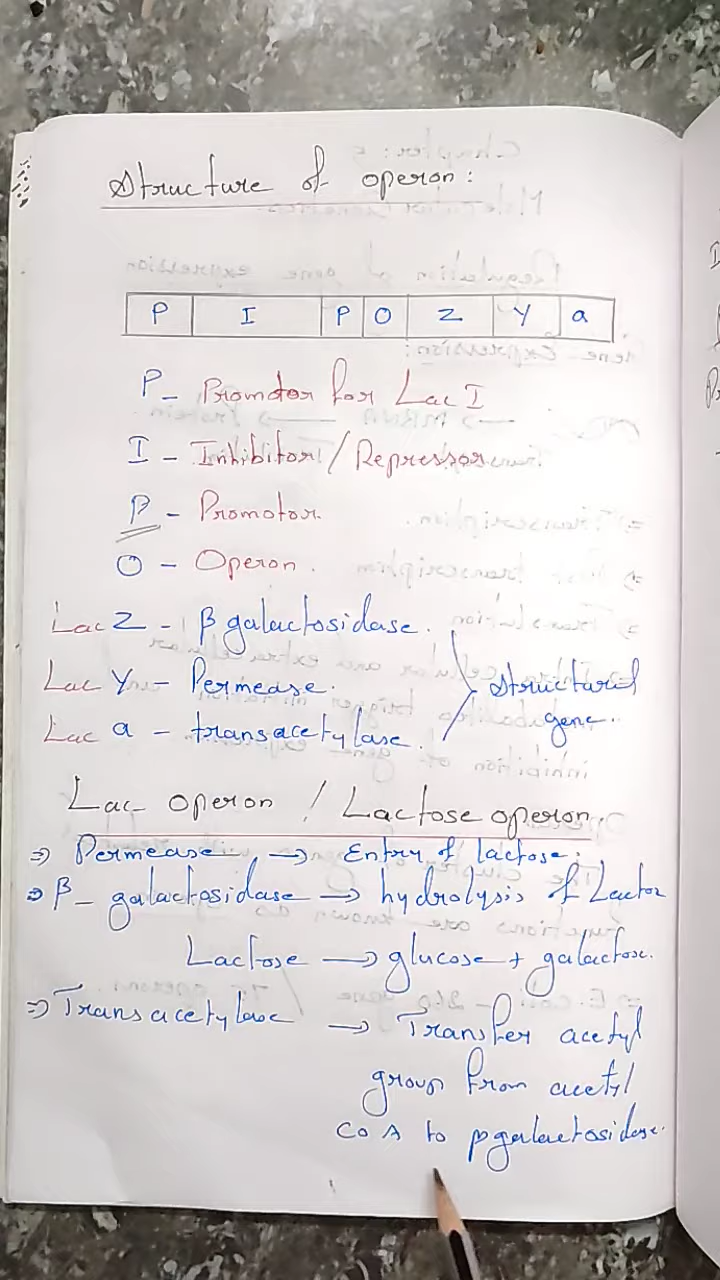 Structure of operon:
P I P O Z Y a
P - Promotor for Lac I
I - Inhibitor / Repressor
P - Promotor.
O - Operon.
Lac Z - β galactosidase.
Lac Y - Permease.
Structural
gene.
Lac a - transacetylase.
Lac operon / Lactose operon.
⇒ Permease → Entry of lactose:
⇒ β- galactosidase → hydrolysis of Lactor
Lactose → glucose + galactose.
⇒ Transacetylase → Transfer acetyl
group from acetyl
CO A to β galactosidase.